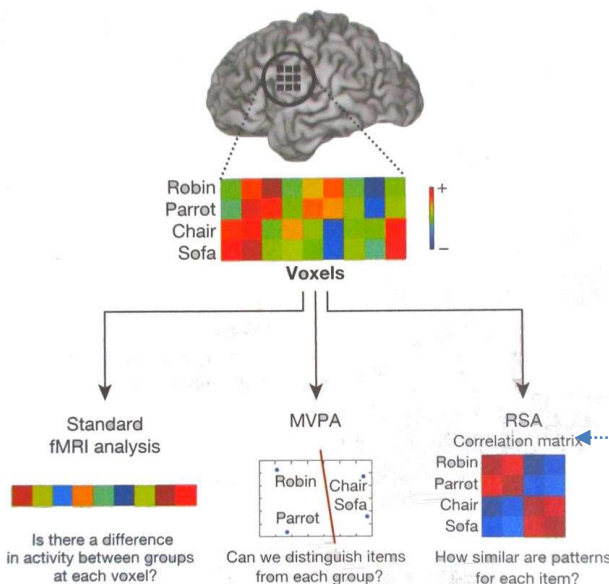 Robin
Parrot
Chair
Sofa
+
−
Voxels
Standard
fMRI analysis
Is there a difference
in activity between groups
at each voxel?
MVPA
Robin
Chair
Sofa
Parrot
Can we distinguish items
from each group?
RSA
Correlation matrix
Robin
Parrot
Chair
Sofa
How similar are patterns
for each item?